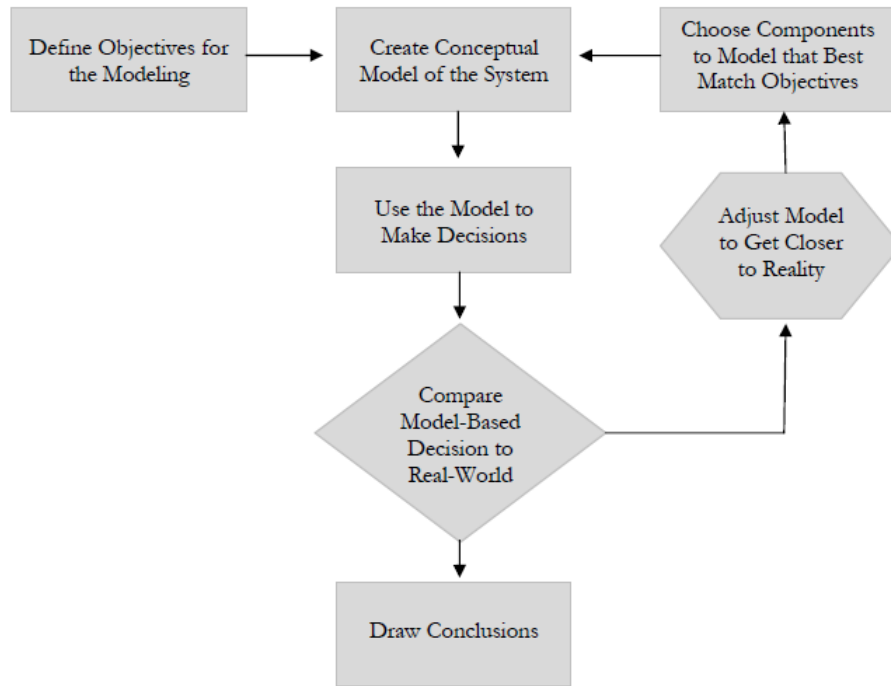 Define Objectives for
the Modeling
Create Conceptual
Model of the System
Choose Components
to Model that Best
Match Objectives
Use the Model to
Make Decisions
Adjust Model
to Get Closer
to Reality
Compare
Model-Based
Decision to
Real-World
Draw Conclusions